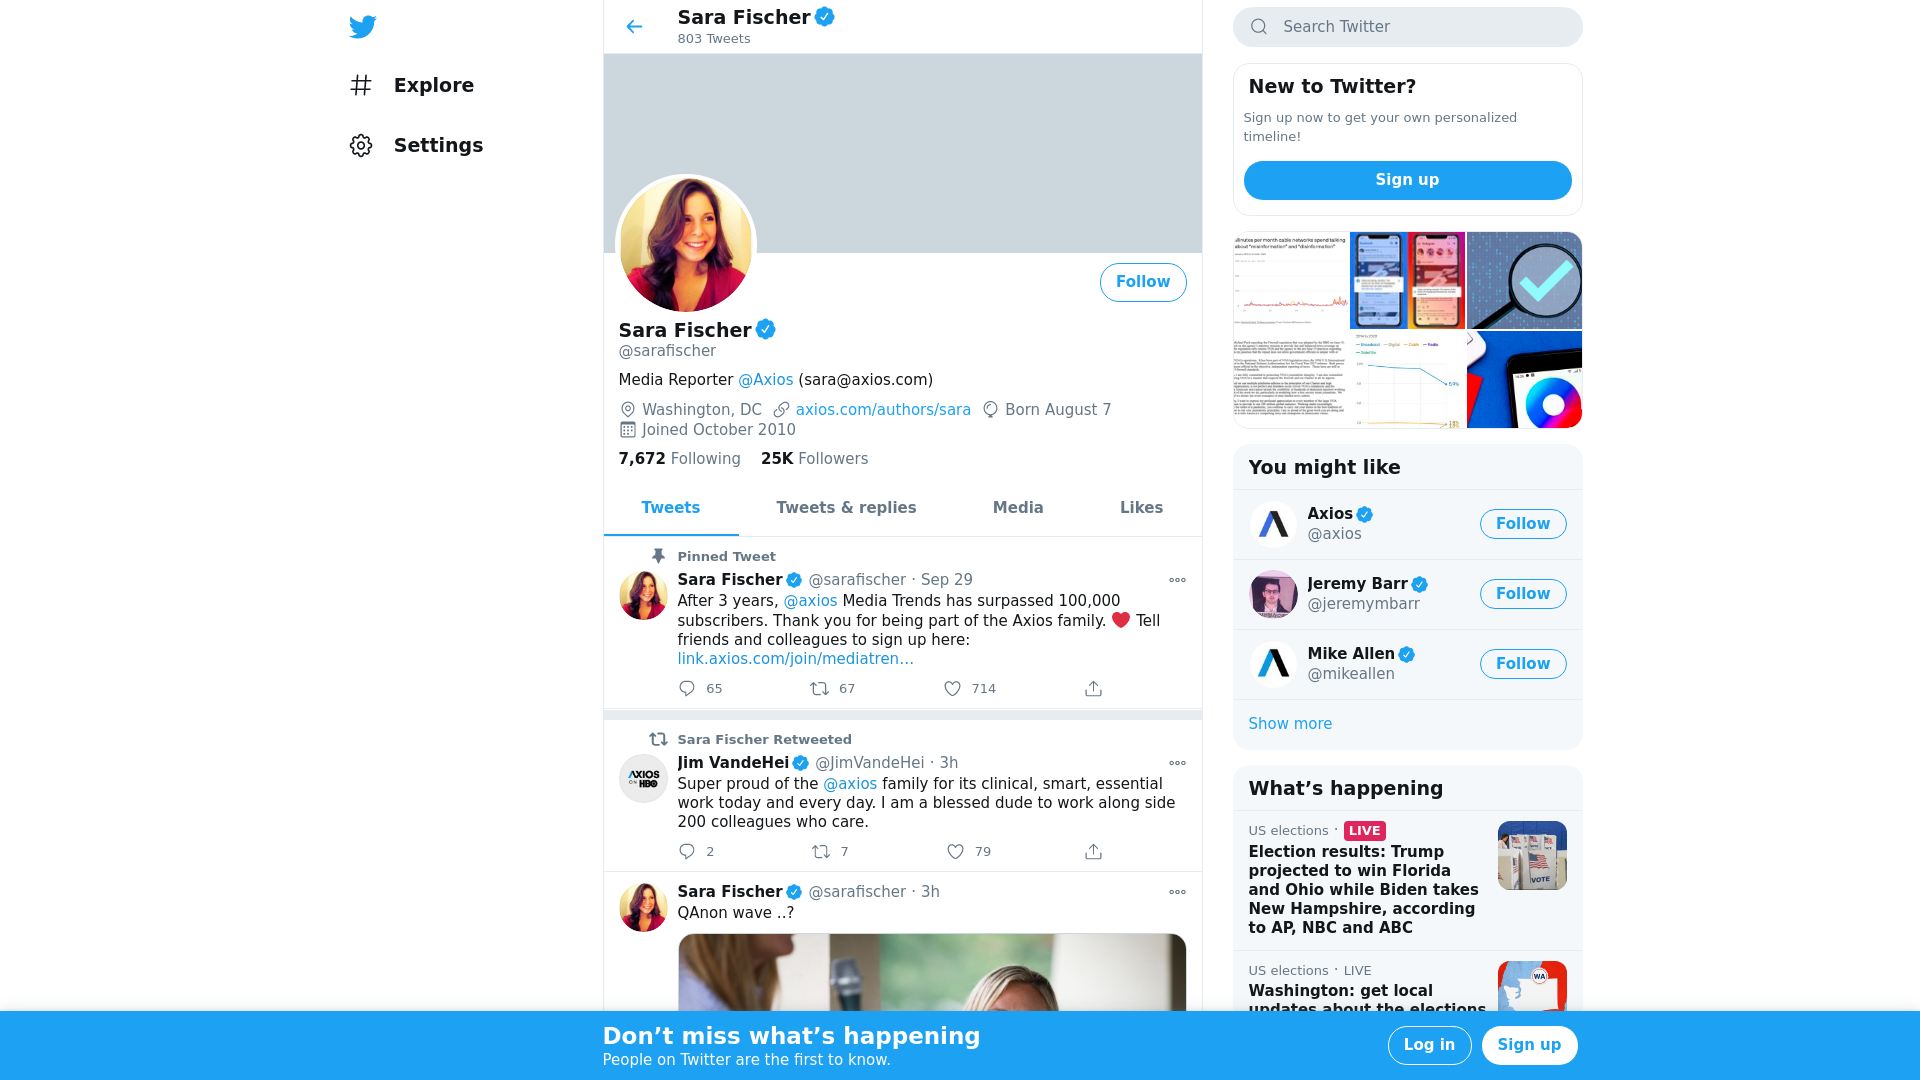 Explore
Settings
Sara Fischer
803 Tweets
Follow
Sara Fischer
@sarafischer
Media Reporter @Axios (sara@axios.com)
Washington, DC axios.com/authors/sara Born August 7
Joined October 2010
7,672 Following 25K Followers
Tweets Tweets & replies Media Likes
Pinned Tweet
Sara Fischer @sarafischer · Sep 29
After 3 years, @axios Media Trends has surpassed 100,000
subscribers. Thank you for being part of the Axios family. Tell
friends and colleagues to sign up here:
link.axios.com/join/mediatren…
65 67 714
Sara Fischer Retweeted
AXIOS
ON HBO
Jim VandeHei @JimVandeHei · 3h
Super proud of the @axios family for its clinical, smart, essential
work today and every day. I am a blessed dude to work along side
200 colleagues who care.
2 7 79
Sara Fischer @sarafischer · 3h
QAnon wave ..?
Search Twitter
New to Twitter?
Sign up now to get your own personalized
timeline!
Sign up
You might like
Axios
@axios
Follow
Jeremy Barr
@jeremymbarr
Follow
Mike Allen
@mikeallen
Follow
Show more
What's happening
US elections · LIVE
Election results: Trump
projected to win Florida
and Ohio while Biden takes
New Hampshire, according
to AP, NBC and ABC
VOTE
US elections · LIVE
Washington: get local
updates about the elections
WA
Don't miss what's happening
People on Twitter are the first to know.
Log in
Sign up